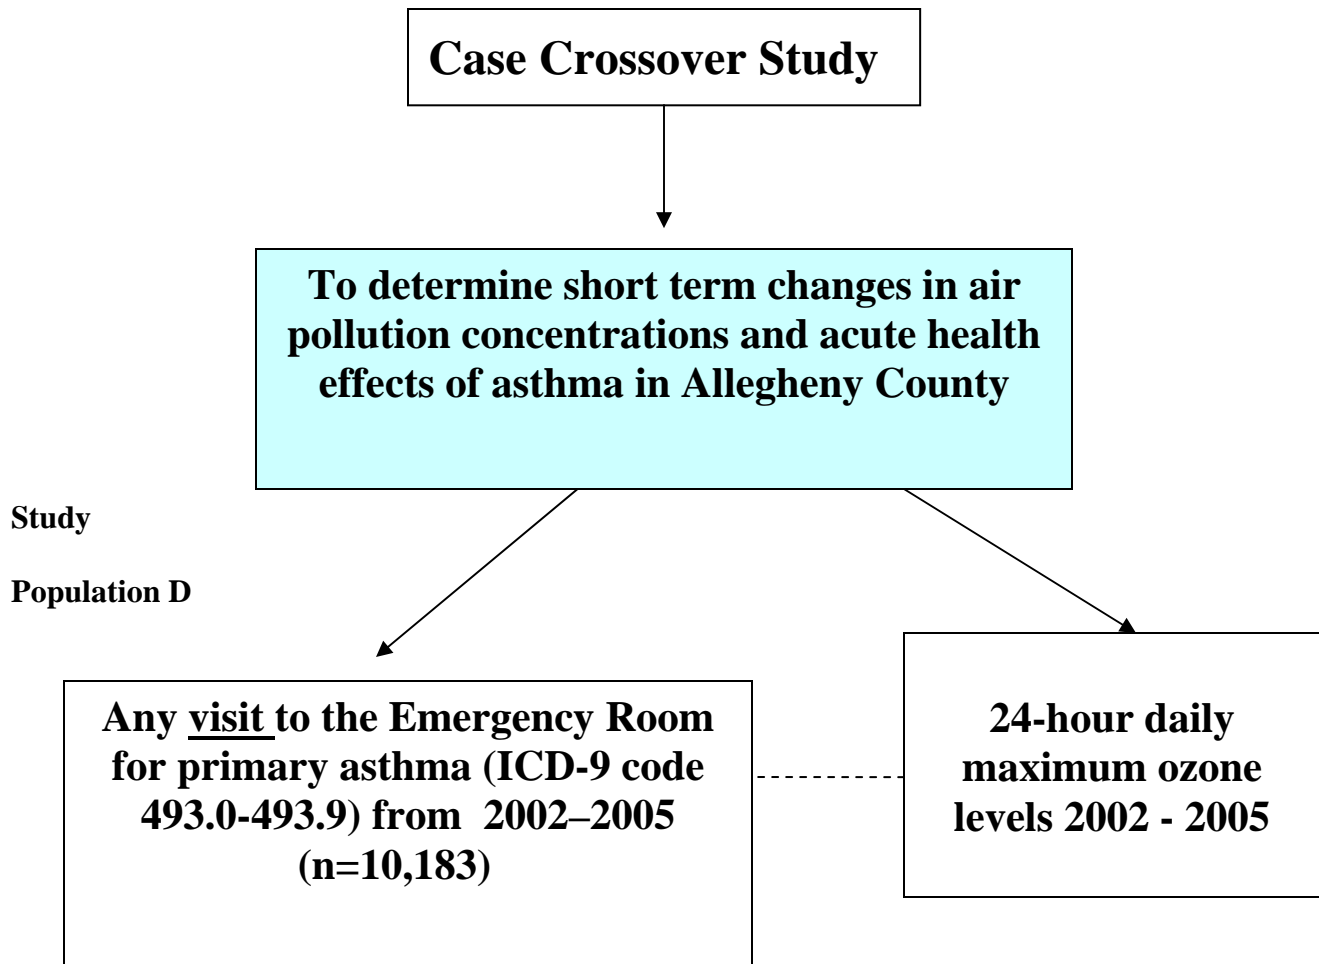 Case Crossover Study
To determine short term changes in air
pollution concentrations and acute health
effects of asthma in Allegheny County
Study
Population D
Any visit to the Emergency Room
for primary asthma (ICD-9 code
493.0-493.9) from 2002–2005
(n=10,183)
24-hour daily
maximum ozone
levels 2002 - 2005